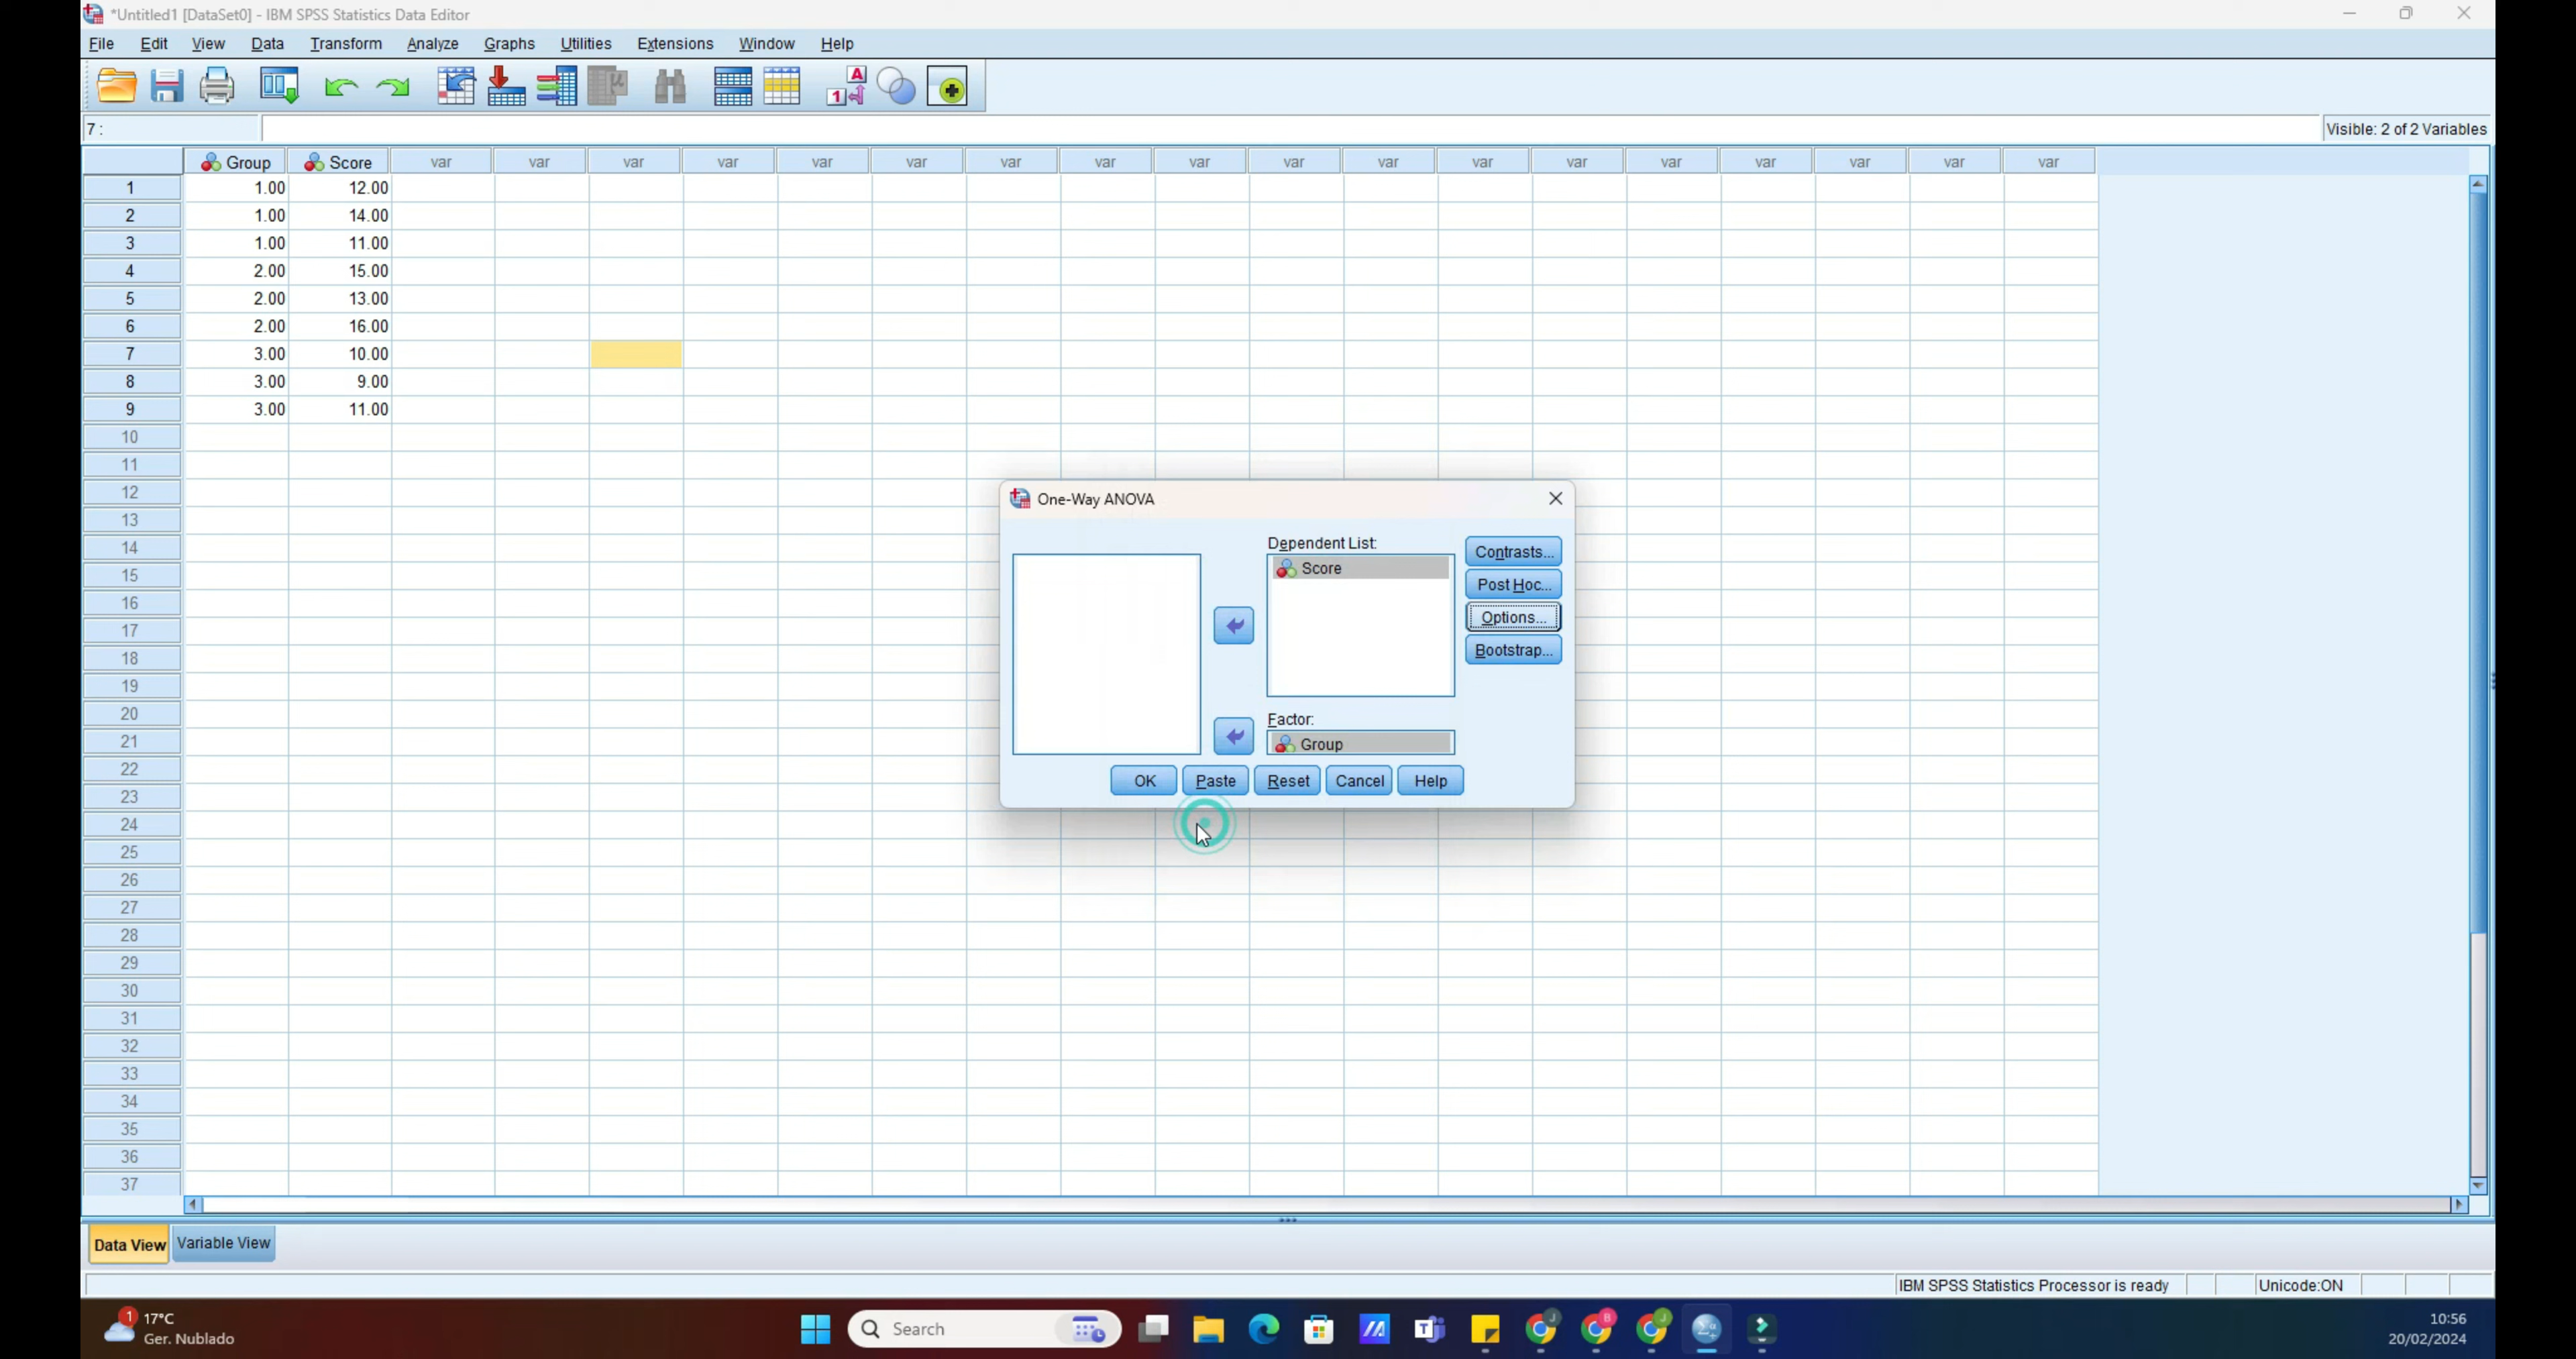 *Untitled1 [DataSet0] - IBM SPSS Statistics Data Editor
File Edit View Data Transform Analyze Graphs Utilities Extensions Window Help
7 :
Visible: 2 of 2 Variables
Group Score var var var var var var var var var var var var var var var var var var
1 1.00 12.00
2 1.00 14.00
3 1.00 11.00
4 2.00 15.00
5 2.00 13.00
6 2.00 16.00
7 3.00 10.00
8 3.00 9.00
9 3.00 11.00
10
11
12
13
14
15
16
17
18
19
20
21
22
23
24
25
26
27
28
29
30
31
32
33
34
35
36
37
One-Way ANOVA
Dependent List:
Score
Contrasts...
Post Hoc...
Options...
Bootstrap...
Factor:
Group
OK Paste Reset Cancel Help
Data View Variable View
IBM SPSS Statistics Processor is ready Unicode:ON
1 17°C
Ger. Nublado
Search
10:56
20/02/2024